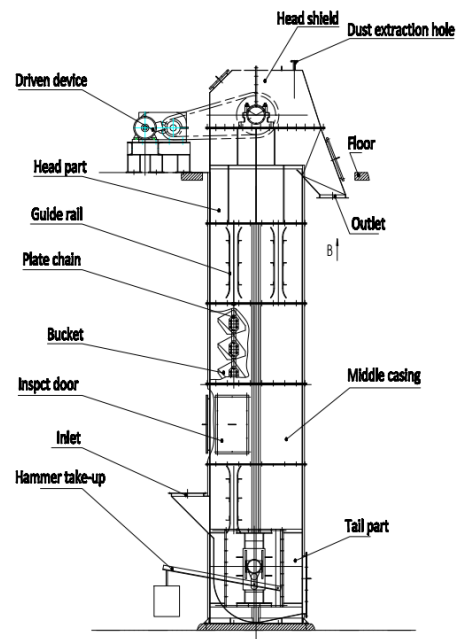 Head shield
Dust extraction hole
Driven device
Floor
Head part
Guide rail
Outlet
B
Plate chain
Bucket
Middle casing
Inspct door
Inlet
Hammer take-up
Tail part